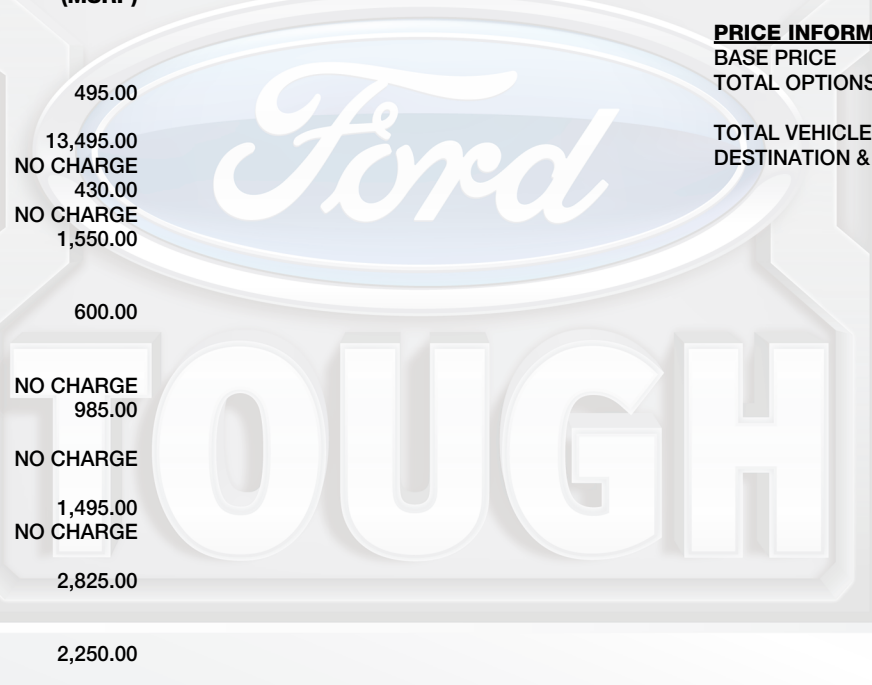 495.00
13,495.00
NO CHARGE
430.00
NO CHARGE
1,550.00
600.00
NO CHARGE
985.00
NO CHARGE
1,495.00
NO CHARGE
2,825.00
2,250.00
PRICE INFORM
BASE PRICE
TOTAL OPTIONS
TOTAL VEHICLE
DESTINATION &
Ford
TOUGH